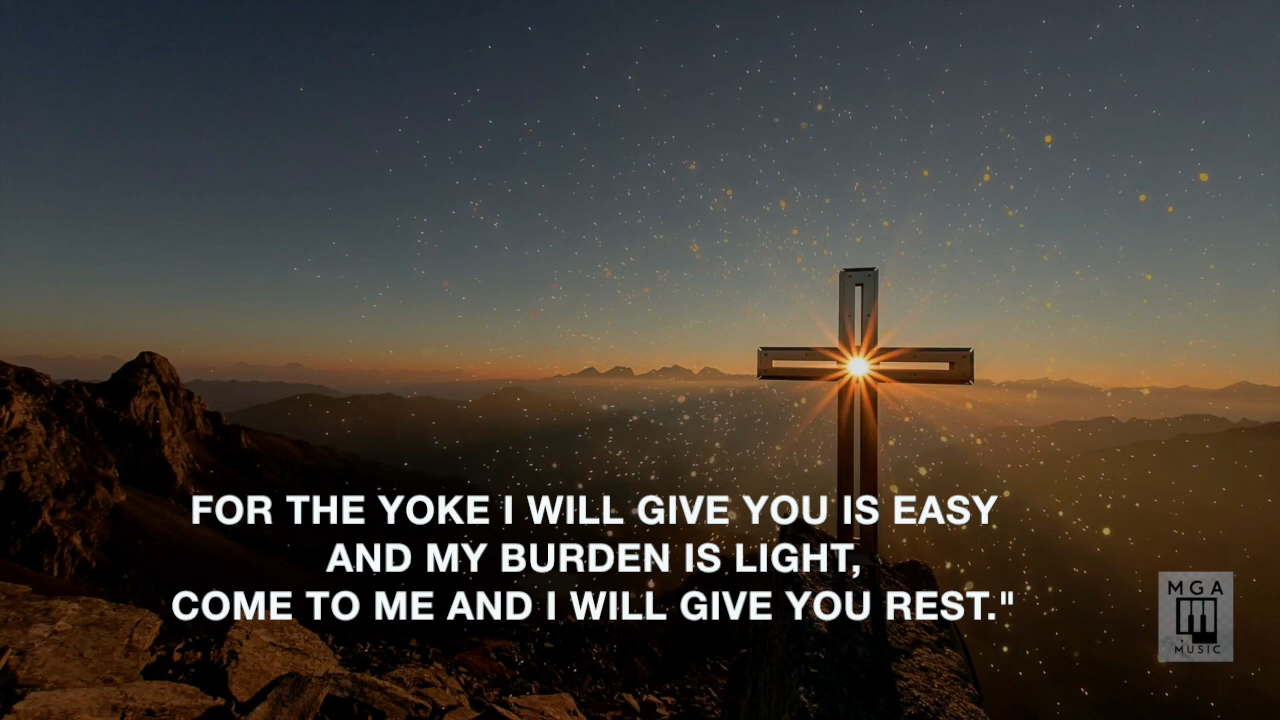 FOR THE YOKE I WILL GIVE YOU IS EASY
AND MY BURDEN IS LIGHT,
COME TO ME AND I WILL GIVE YOU REST."
MGA
MUSIC